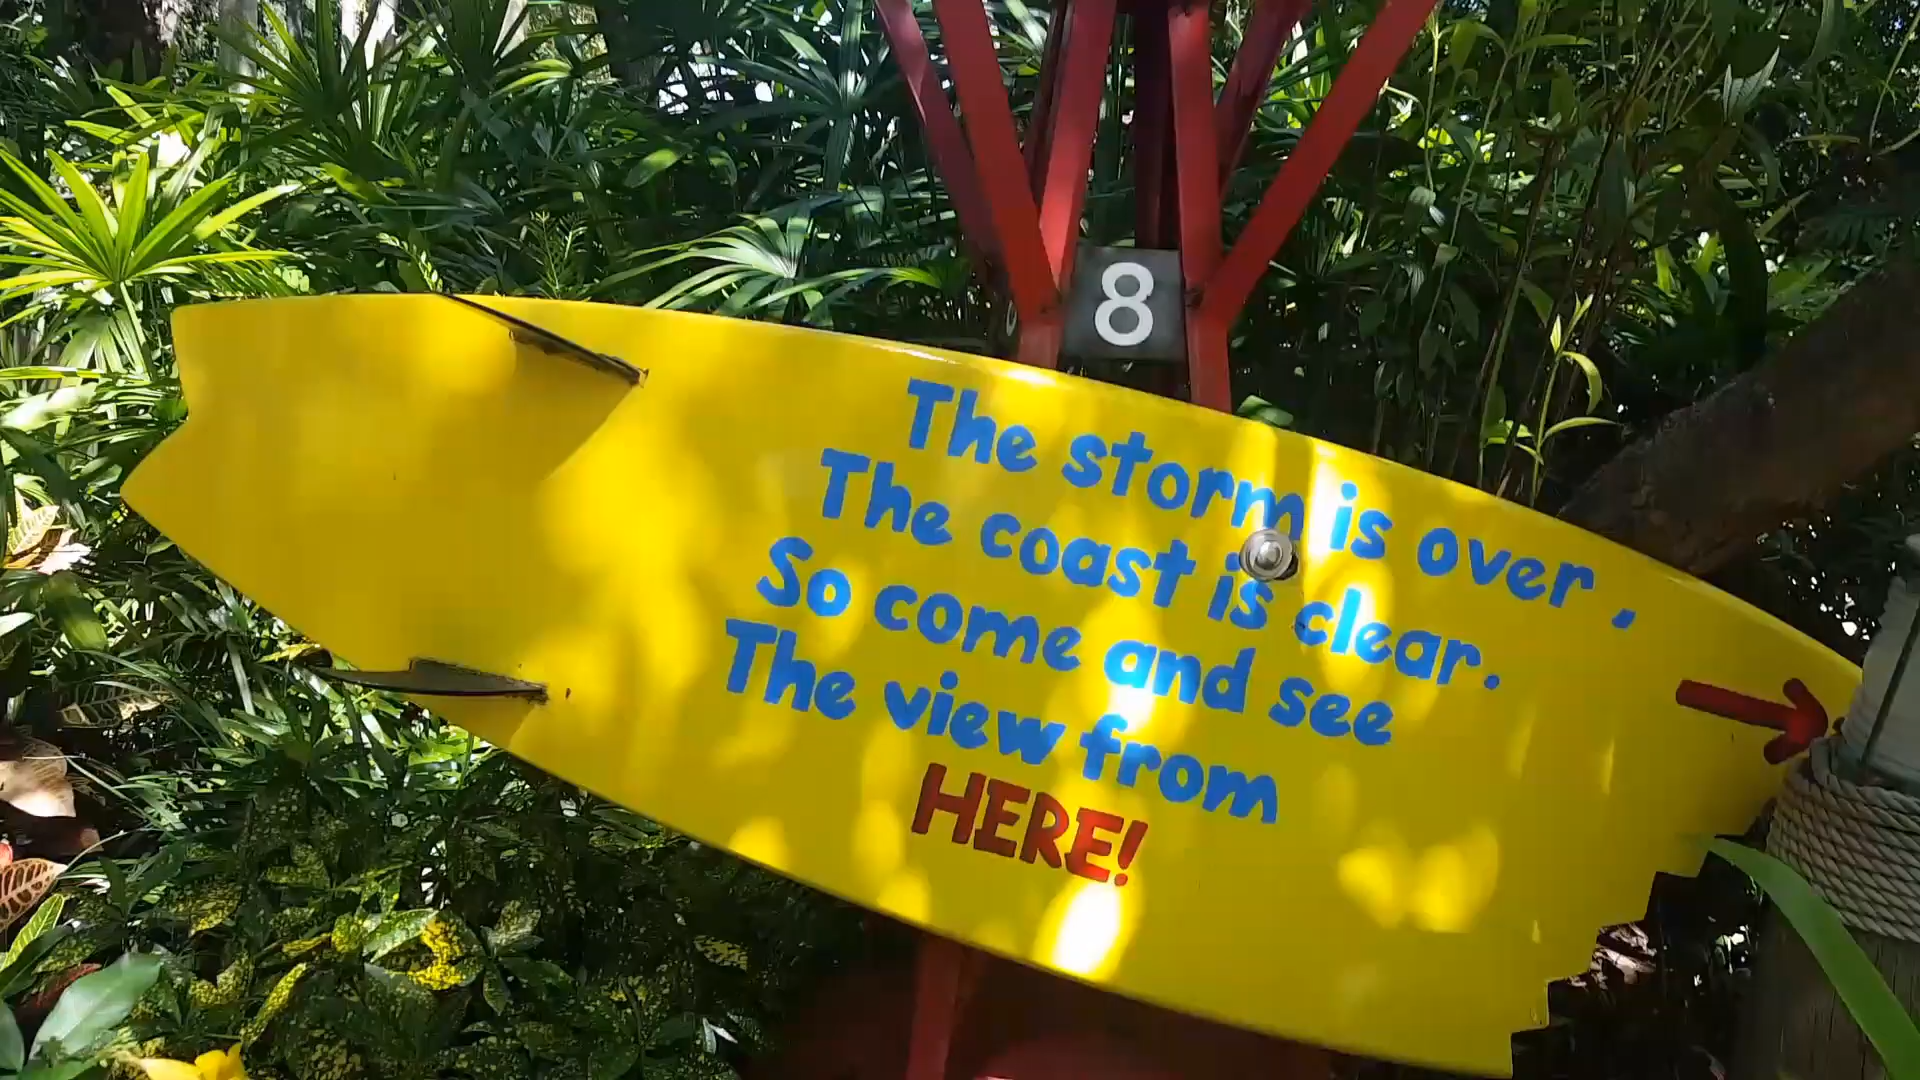 8
The storm is over,
The coast is clear.
So come and see
The view from
HERE!